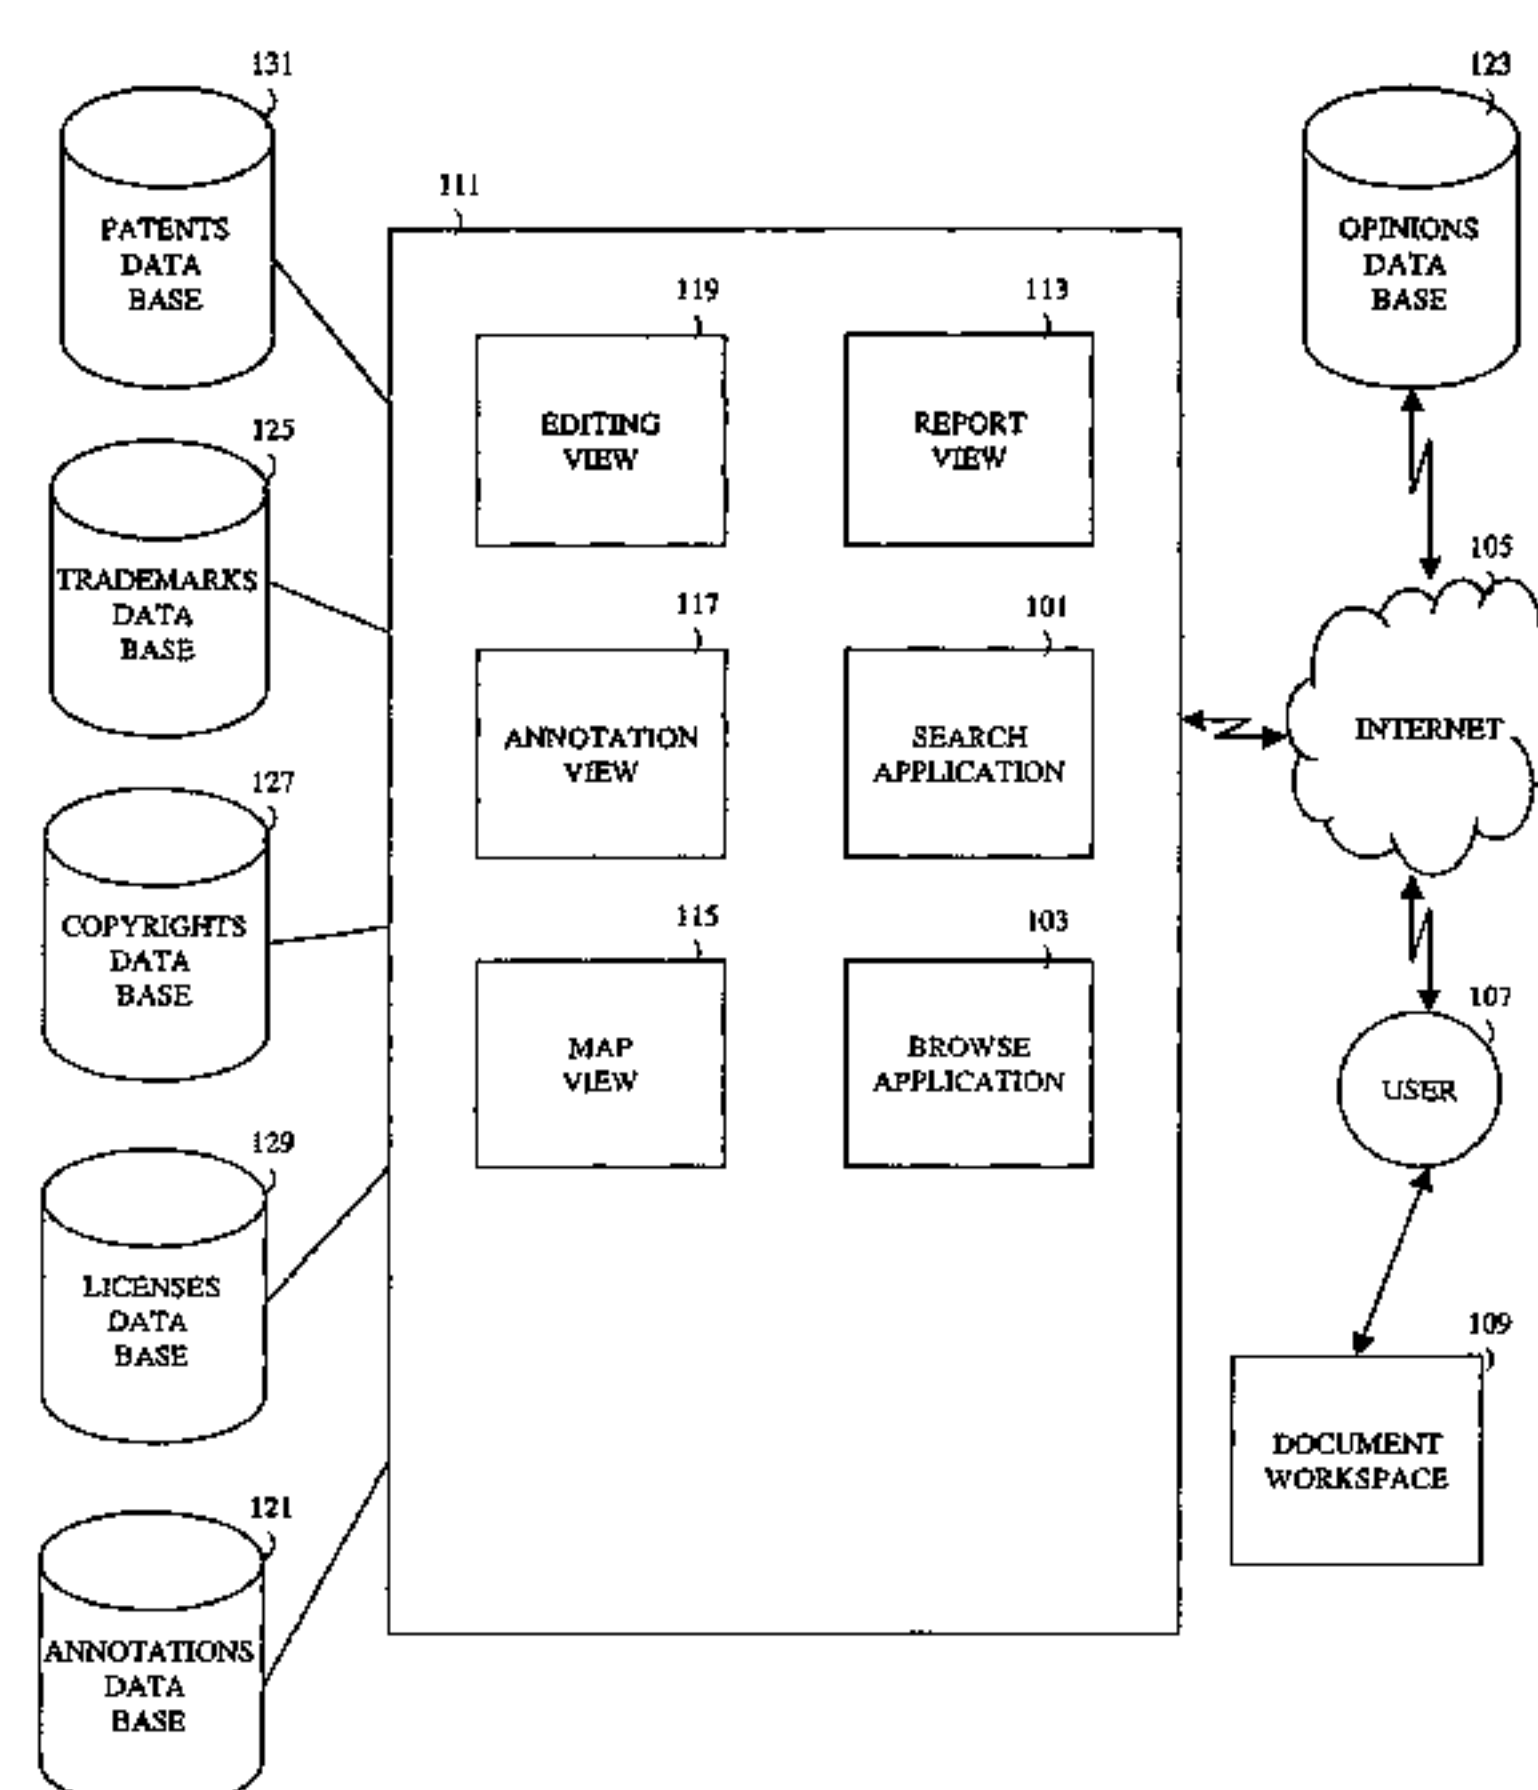 131
PATENTS
DATA
BASE
125
TRADEMARKS
DATA
BASE
127
COPYRIGHTS
DATA
BASE
129
LICENSES
DATA
BASE
121
ANNOTATIONS
DATA
BASE
111
119
EDITING
VIEW
113
REPORT
VIEW
117
ANNOTATION
VIEW
101
SEARCH
APPLICATION
115
MAP
VIEW
103
BROWSE
APPLICATION
123
OPINIONS
DATA
BASE
105
INTERNET
107
USER
109
DOCUMENT
WORKSPACE